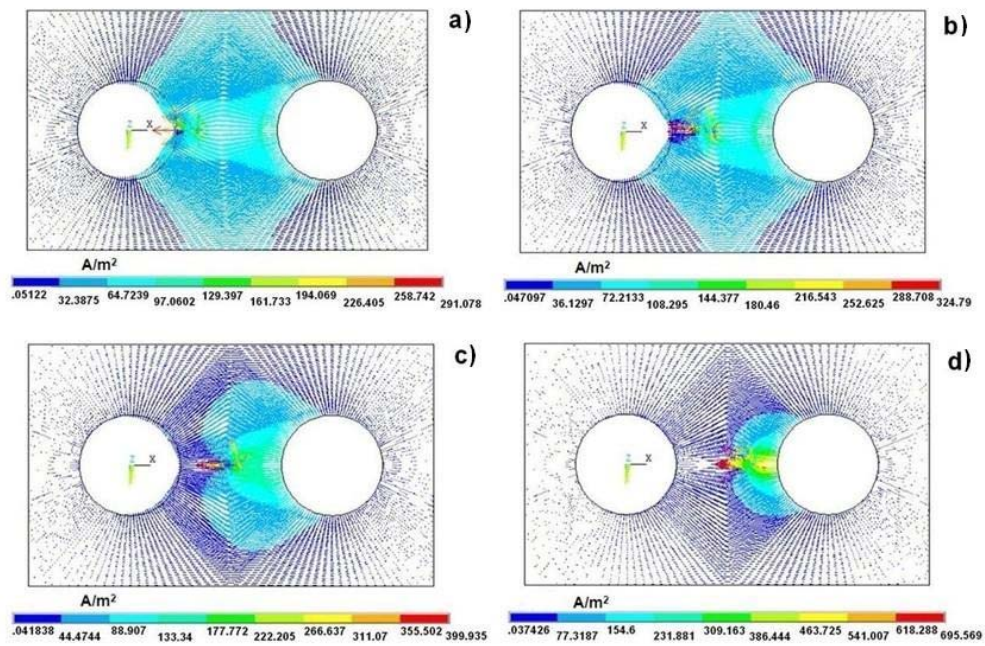 a)
Z X
A/m²
.05122 32.3875 64.7239 97.0602 129.397 161.733 194.069 226.405 258.742 291.078
b)
Z X
A/m²
.047097 36.1297 72.2133 108.295 144.377 180.46 216.543 252.625 288.708 324.79
c)
Z X
A/m²
.041838 44.4744 88.907 133.34 177.772 222.205 266.637 311.07 355.502 399.935
d)
Z X
A/m²
.037426 77.3187 154.6 231.881 309.163 386.444 463.725 541.007 618.288 695.569